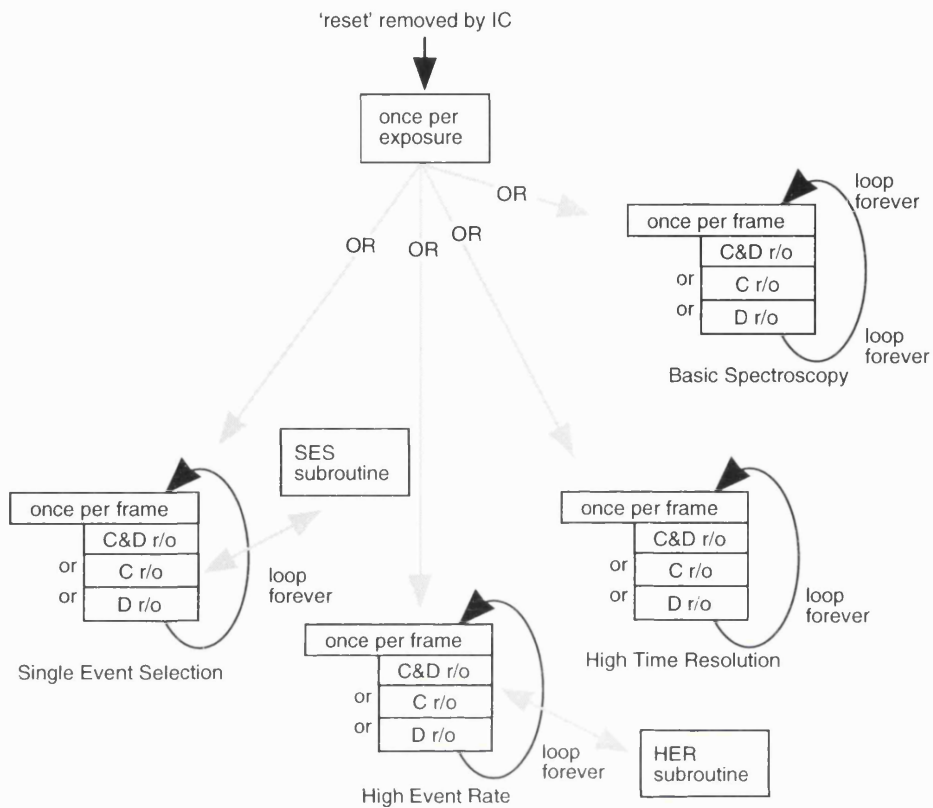 ‘reset’ removed by IC
once per
exposure
OR
OR
OR
OR
loop
forever
once per frame
C&D r/o
or
C r/o
or
D r/o
loop
forever
Basic Spectroscopy
SES
subroutine
once per frame
C&D r/o
or
C r/o
or
D r/o
loop
forever
Single Event Selection
once per frame
C&D r/o
or
C r/o
or
D r/o
loop
forever
High Time Resolution
once per frame
C&D r/o
or
C r/o
or
D r/o
loop
forever
High Event Rate
HER
subroutine